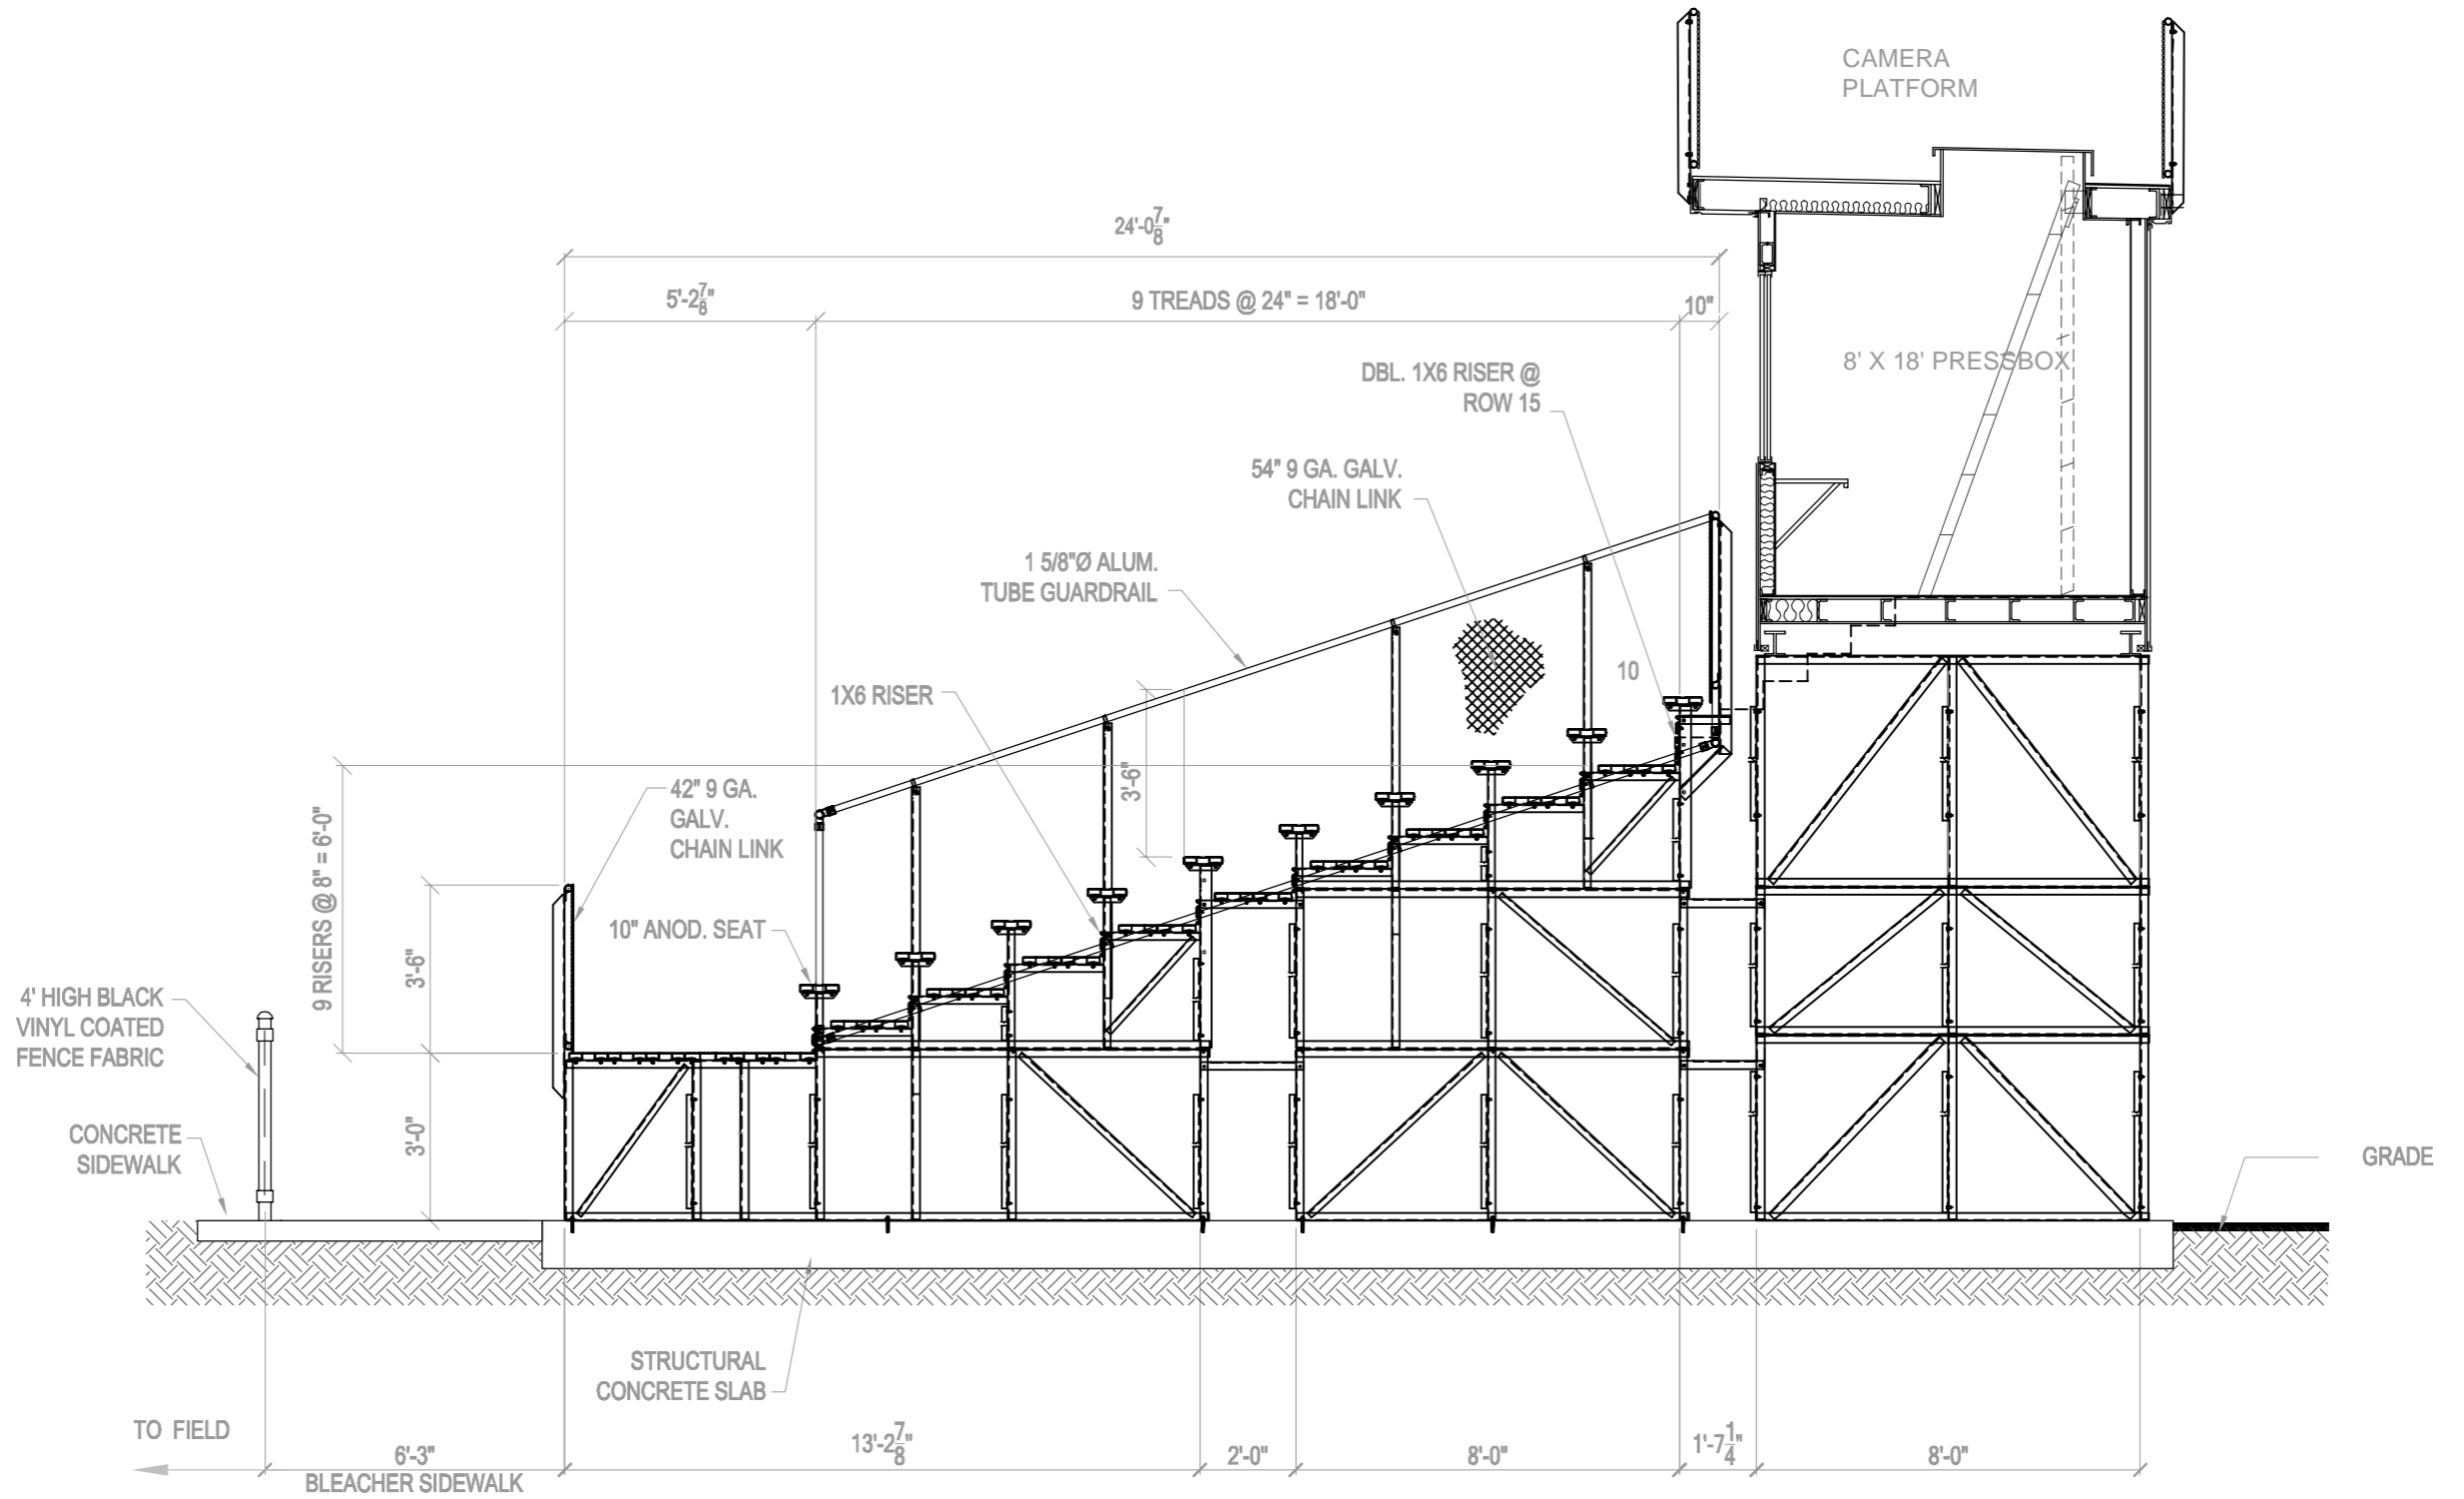 CAMERA
PLATFORM
24'-0 7/8"
5'-2 7/8"
9 TREADS @ 24" = 18'-0"
10"
DBL. 1X6 RISER @
ROW 15
8' X 18' PRESSBOX
54" 9 GA. GALV.
CHAIN LINK
1 5/8"Ø ALUM.
TUBE GUARDRAIL
10
1X6 RISER
3'-6"
42" 9 GA.
GALV.
CHAIN LINK
9 RISERS @ 8" = 6'-0"
10" ANOD. SEAT
3'-6"
4' HIGH BLACK
VINYL COATED
FENCE FABRIC
3'-0"
CONCRETE
SIDEWALK
GRADE
STRUCTURAL
CONCRETE SLAB
TO FIELD
6'-3"
BLEACHER SIDEWALK
13'-2 7/8"
2'-0"
8'-0"
1'-7 1/4"
8'-0"